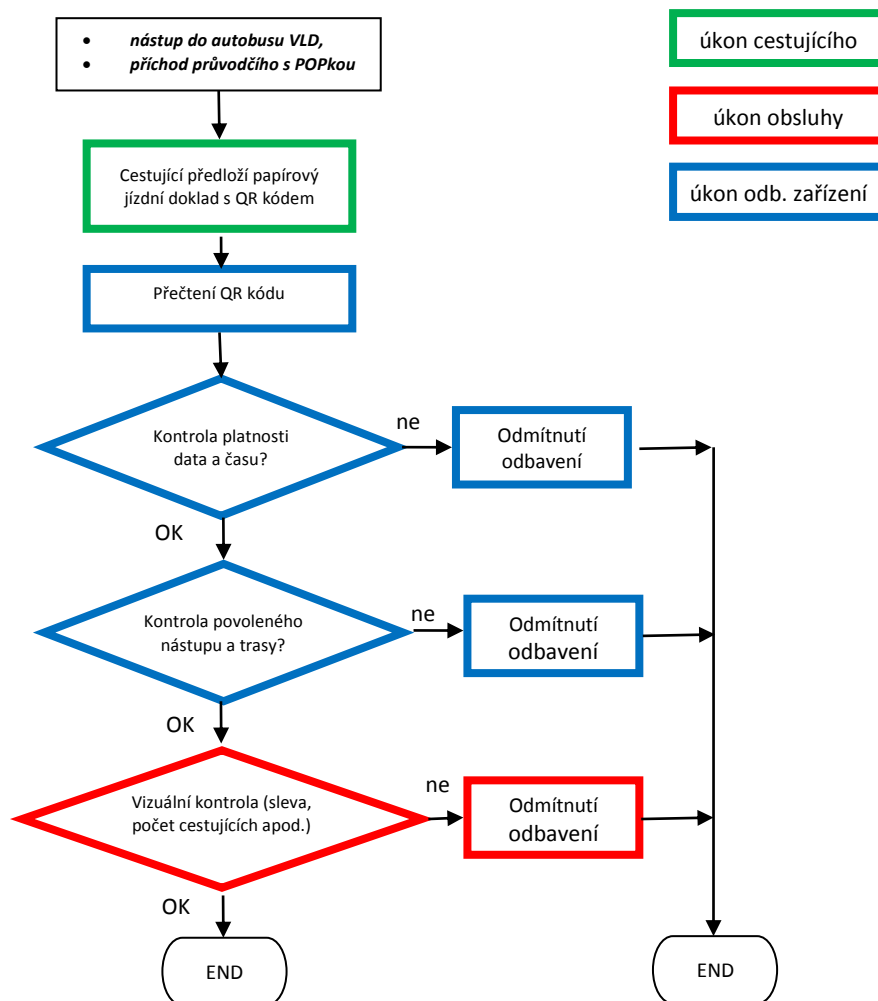 • nástup do autobusu VLD,
• příchod průvodčího s POPkou
úkon cestujícího
úkon obsluhy
úkon odb. zařízení
Cestující předloží papírový
jízdní doklad s QR kódem
Přečtení QR kódu
Kontrola platnosti
data a času?
ne
Odmítnutí
odbavení
OK
Kontrola povoleného
nástupu a trasy?
ne
Odmítnutí
odbavení
OK
Vizuální kontrola (sleva,
počet cestujících apod.)
ne
Odmítnutí
odbavení
OK
END
END